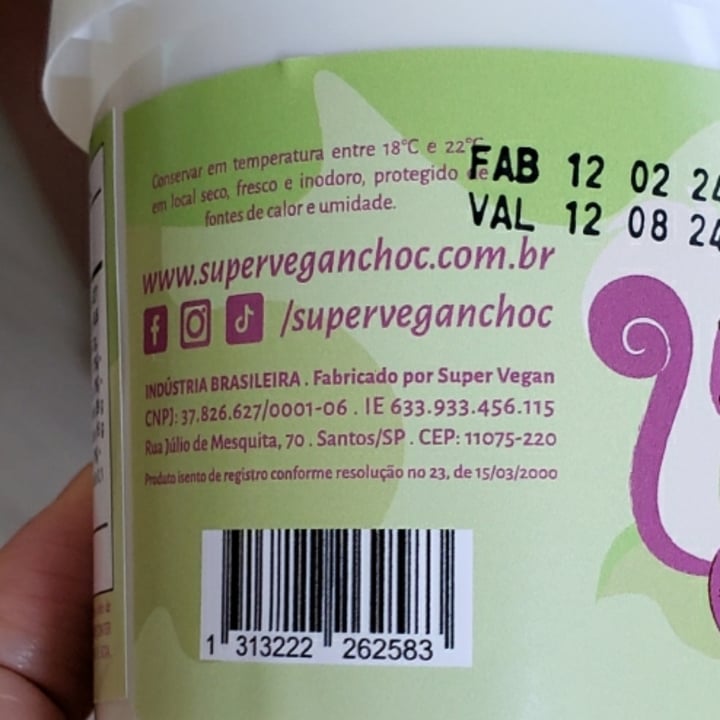 Conservar em temperatura entre 18°C e 22°C
em local seco, fresco e inodoro, protegido de
fontes de calor e umidade.
FAB 12 02 24
VAL 12 08 24
www.superveganchoc.com.br
/superveganchoc
INDÚSTRIA BRASILEIRA . Fabricado por Super Vegan
CNPJ: 37.826.627/0001-06 . IE 633.933.456.115
Rua Júlio de Mesquita, 70 . Santos/SP . CEP: 11075-220
Produto isento de registro conforme resolução no 23, de 15/03/2000
1 313222 262583